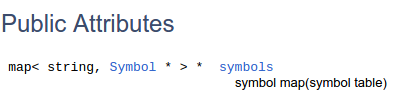 Public Attributes
map< string, Symbol * > * symbols
symbol map(symbol table)